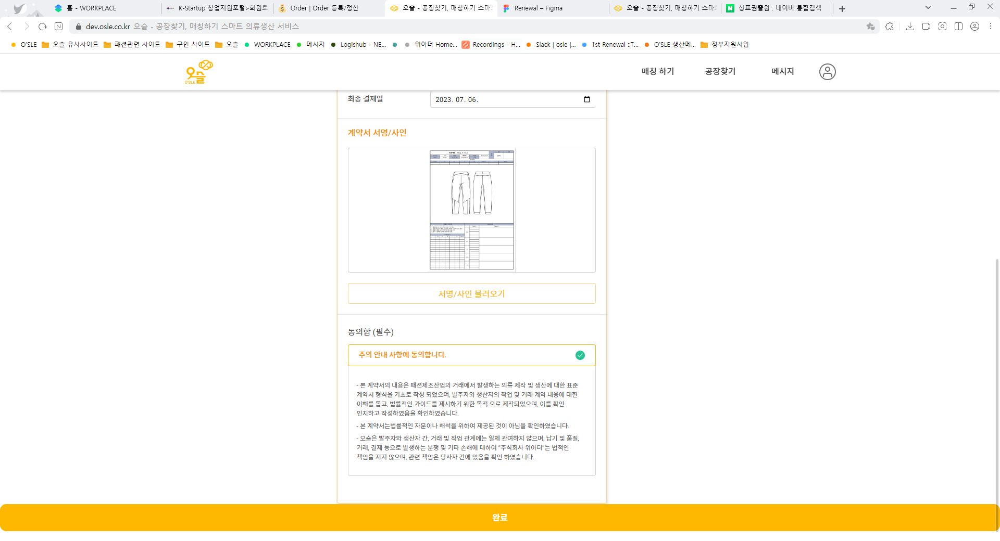 홈 - WORKPLACE
K-Startup 창업지원포털>회원로
Order | Order 등록/정산
오슬 - 공장찾기, 매칭하기 스마트
Renewal – Figma
오슬 - 공장찾기, 매칭하기 스마트
N 상표권출원 : 네이버 통합검색
N dev.osle.co.kr 오슬 - 공장찾기, 매칭하기 스마트 의류생산 서비스
O'SLE 오슬 유사사이트 패션관련 사이트 구인 사이트 오슬 WORKPLACE 메시지 Logishub - NE... 위아더 Home... Recordings - H... Slack | osle |... 1st Renewal ::T... O'SLE 생산메... 정부지원사업
오슬
O'SLE
매칭 하기 공장찾기 메시지
최종 결제일 2023. 07. 06.
계약서 서명/사인
서명/사인 불러오기
동의함 (필수)
주의 안내 사항에 동의합니다.
- 본 계약서의 내용은 패션제조산업의 거래에서 발생하는 의류 제작 및 생산에 대한 표준
계약서 형식을 기초로 작성 되었으며, 발주자와 생산자의 작업 및 거래 계약 내용에 대한
이해를 돕고, 법률적인 가이드를 제시하기 위한 목적 으로 제작되었으며, 이를 확인·
인지하고 작성하였음을 확인하였습니다.
- 본 계약서는법률적인 자문이나 해석을 위하여 제공된 것이 아님을 확인하였습니다.
- 오슬은 발주자와 생산자 간, 거래 및 작업 관계에는 일체 관여하지 않으며, 납기 및 품질,
거래, 결제 등으로 발생하는 분쟁 및 기타 손해에 대하여 “주식회사 위아더”는 법적인
책임을 지지 않으며, 관련 책임은 당사자 간에 있음을 확인 하였습니다.
완료